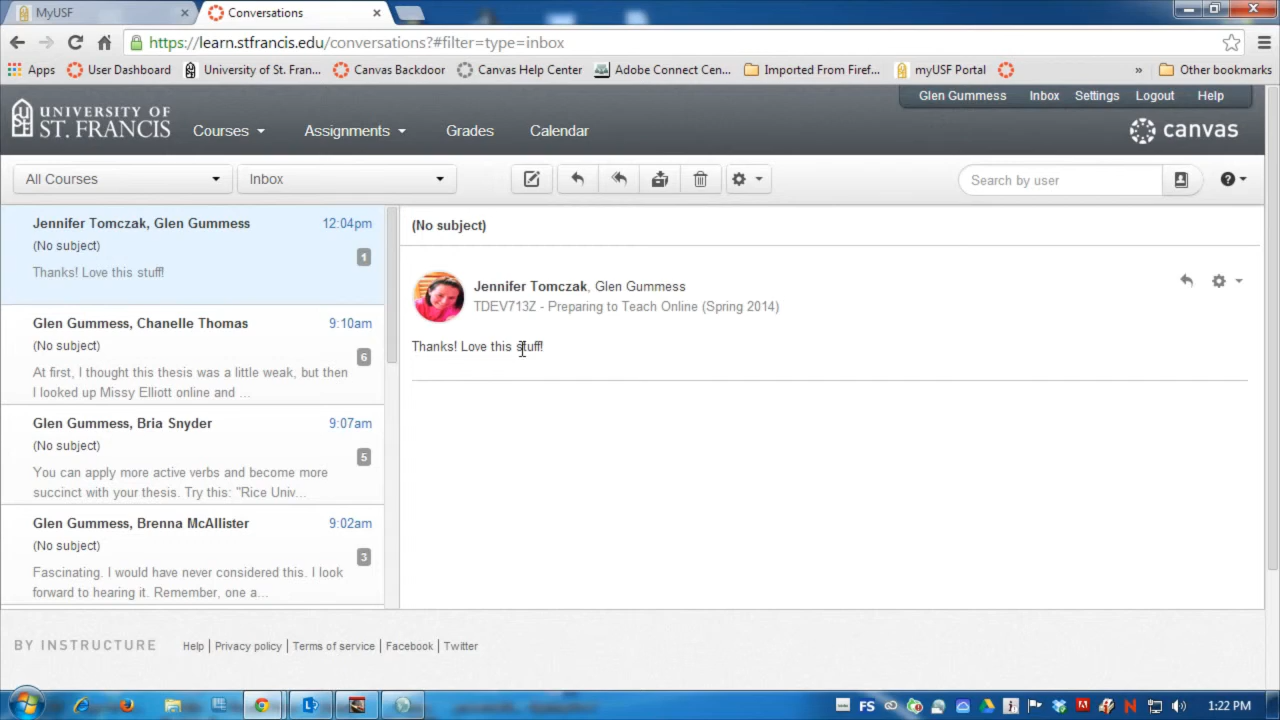 MyUSF
Conversations
https://learn.stfrancis.edu/conversations?#filter=type=inbox
Apps
User Dashboard
University of St. Fran...
Canvas Backdoor
Canvas Help Center
Adobe Connect Cen...
Imported From Firef...
myUSF Portal
»
Other bookmarks
UNIVERSITY OF
ST. FRANCIS
Courses
Assignments
Grades
Calendar
Glen Gummess
Inbox
Settings
Logout
Help
canvas
All Courses
Inbox
Search by user
Jennifer Tomczak, Glen Gummess 12:04pm
(No subject)
1
Thanks! Love this stuff!
Glen Gummess, Chanelle Thomas 9:10am
(No subject)
6
At first, I thought this thesis was a little weak, but then
I looked up Missy Elliott online and ...
Glen Gummess, Bria Snyder 9:07am
(No subject)
5
You can apply more active verbs and become more
succinct with your thesis. Try this: "Rice Univ...
Glen Gummess, Brenna McAllister 9:02am
(No subject)
3
Fascinating. I would have never considered this. I look
forward to hearing it. Remember, one a...
(No subject)
Jennifer Tomczak, Glen Gummess
TDEV713Z - Preparing to Teach Online (Spring 2014)
Thanks! Love this stuff!
BY INSTRUCTURE
Help | Privacy policy | Terms of service | Facebook | Twitter
FS
1:22 PM